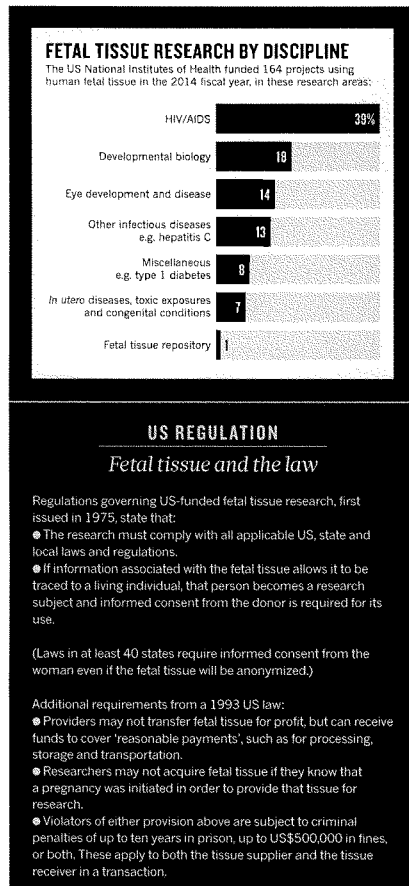 FETAL TISSUE RESEARCH BY DISCIPLINE
The US National Institutes of Health funded 164 projects using
human fetal tissue in the 2014 fiscal year, in these research areas:
HIV/AIDS 39%
Developmental biology 18
Eye development and disease 14
Other infectious diseases
e.g. hepatitis C 13
Miscellaneous
e.g. type 1 diabetes 8
In utero diseases, toxic exposures
and congenital conditions 7
Fetal tissue repository 1
US REGULATION
Fetal tissue and the law
Regulations governing US-funded fetal tissue research, first
issued in 1975, state that:
● The research must comply with all applicable US, state and
local laws and regulations.
● If information associated with the fetal tissue allows it to be
traced to a living individual, that person becomes a research
subject and informed consent from the donor is required for its
use.
(Laws in at least 40 states require informed consent from the
woman even if the fetal tissue will be anonymized.)
Additional requirements from a 1993 US law:
● Providers may not transfer fetal tissue for profit, but can receive
funds to cover 'reasonable payments', such as for processing,
storage and transportation.
● Researchers may not acquire fetal tissue if they know that
a pregnancy was initiated in order to provide that tissue for
research.
● Violators of either provision above are subject to criminal
penalties of up to ten years in prison, up to US$500,000 in fines,
or both. These apply to both the tissue supplier and the tissue
receiver in a transaction.